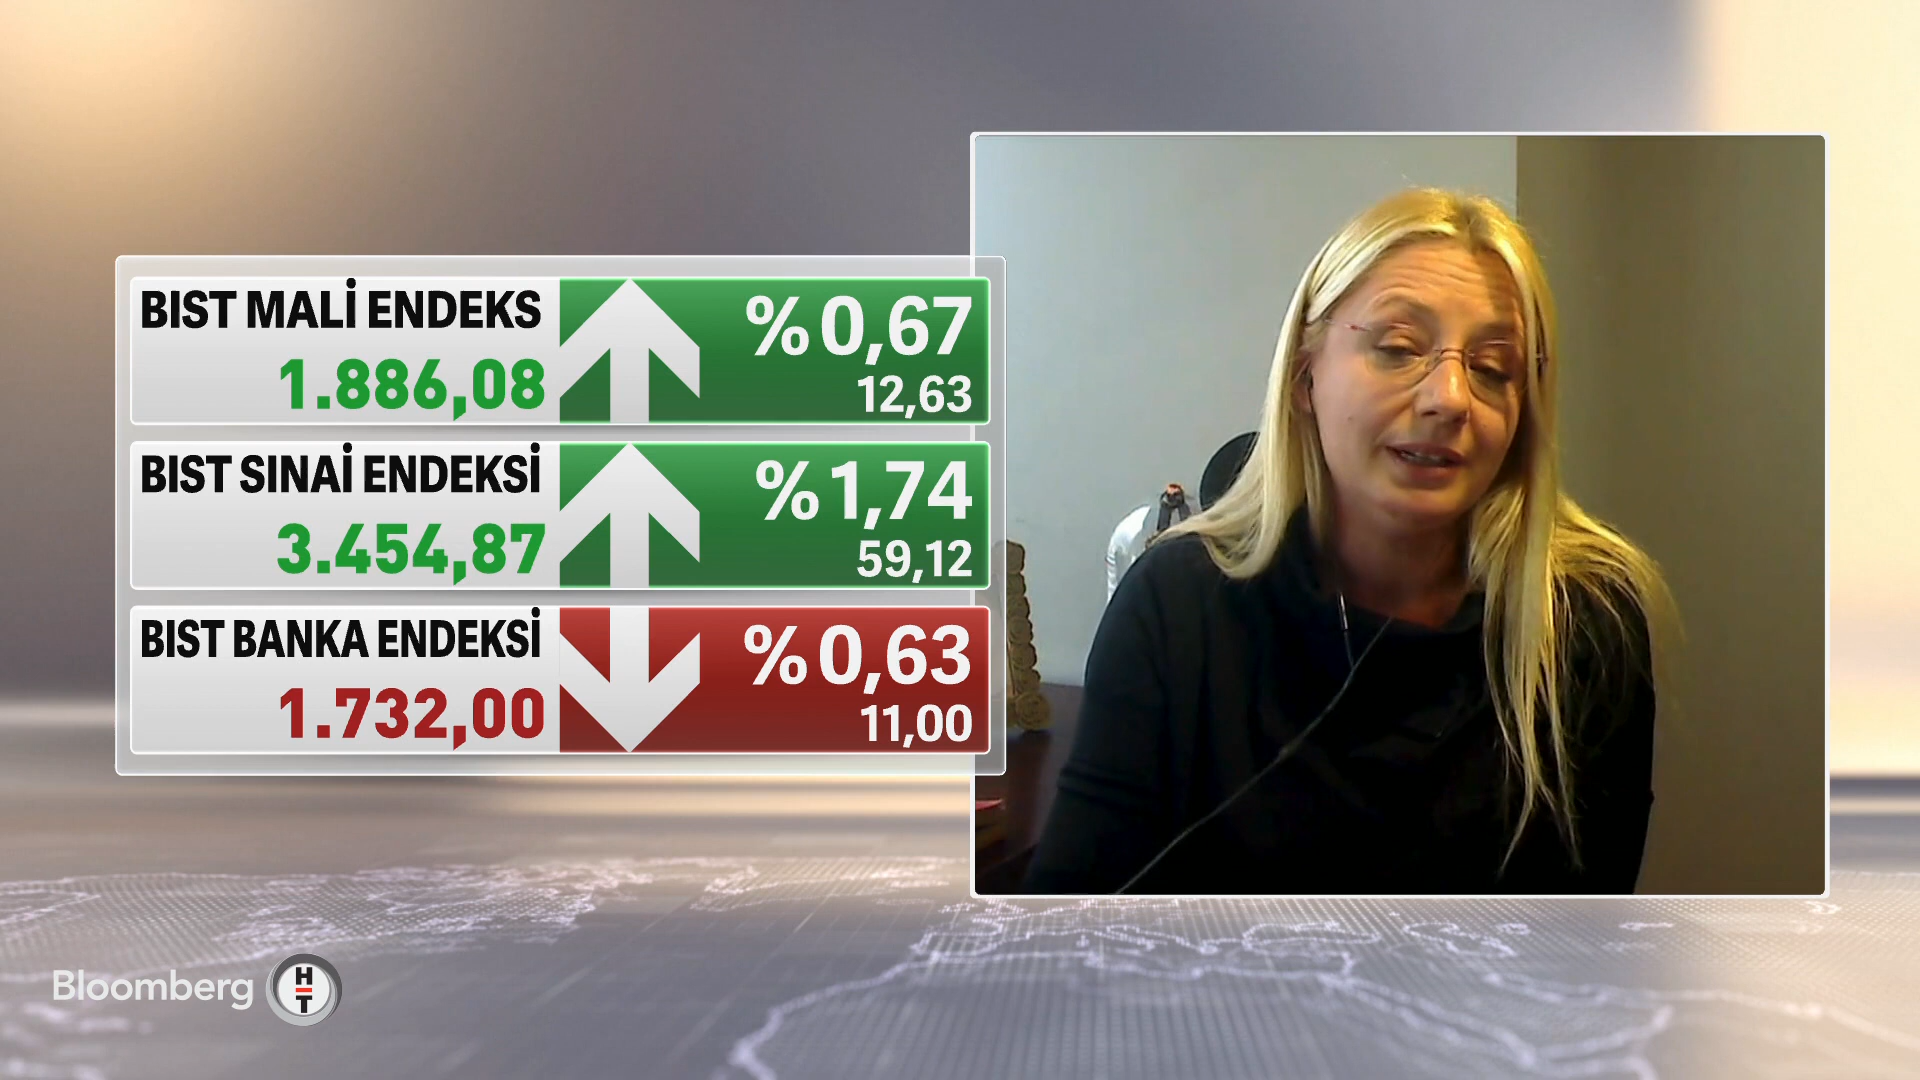 BIST MALİ ENDEKS
1.886,08
%0,67
12,63
BIST SINAİ ENDEKSİ
3.454,87
%1,74
59,12
BIST BANKA ENDEKSİ
1.732,00
%0,63
11,00
Bloomberg HT